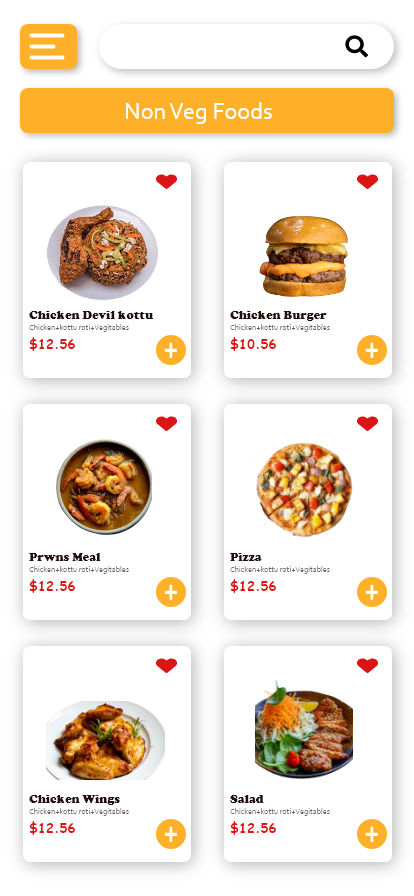 Non Veg Foods
Chicken Devil kottu
Chicken+kottu roti+Vegitables
$12.56
Chicken Burger
Chicken+kottu roti+Vegitables
$10.56
Prwns Meal
Chicken+kottu roti+Vegitables
$12.56
Pizza
Chicken+kottu roti+Vegitables
$12.56
Chicken Wings
Chicken+kottu roti+Vegitables
$12.56
Salad
Chicken+kottu roti+Vegitables
$12.56